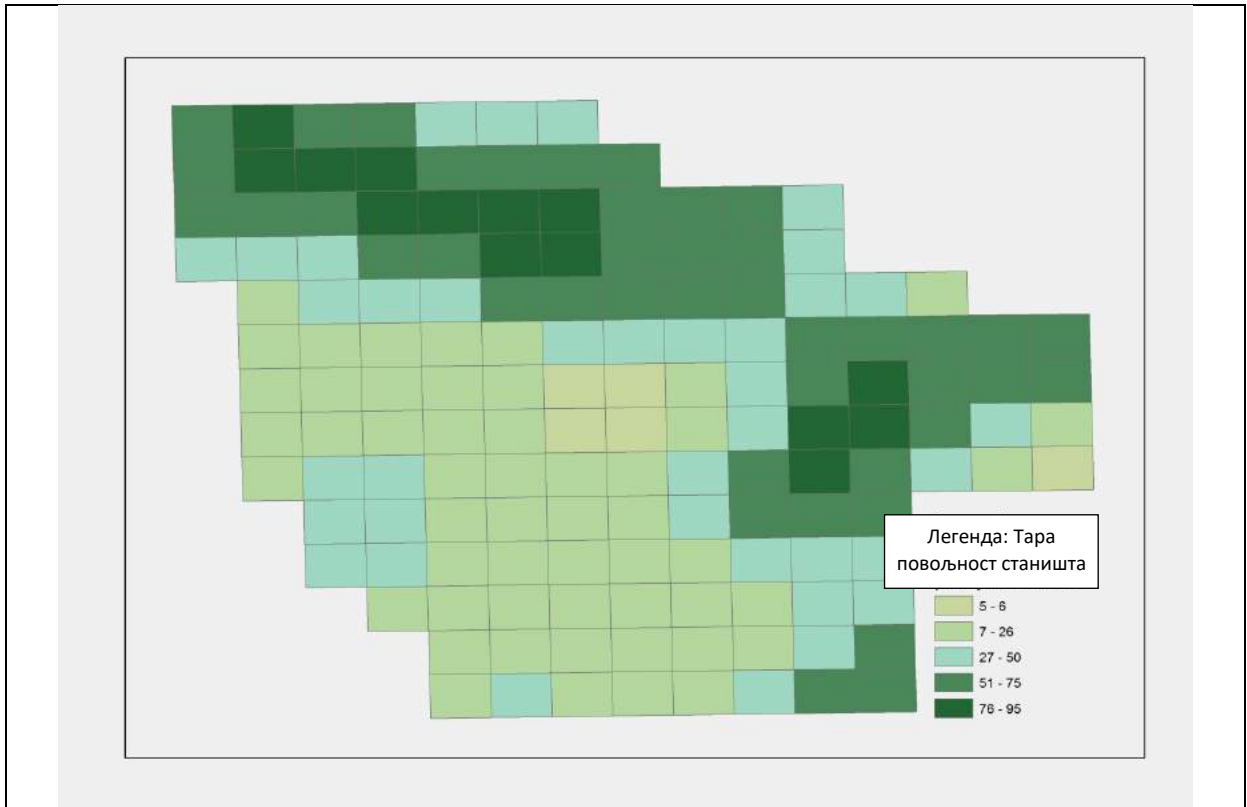 Легенда: Тара
повољност станишта
5 - 6
7 - 26
27 - 50
51 - 75
76 - 95